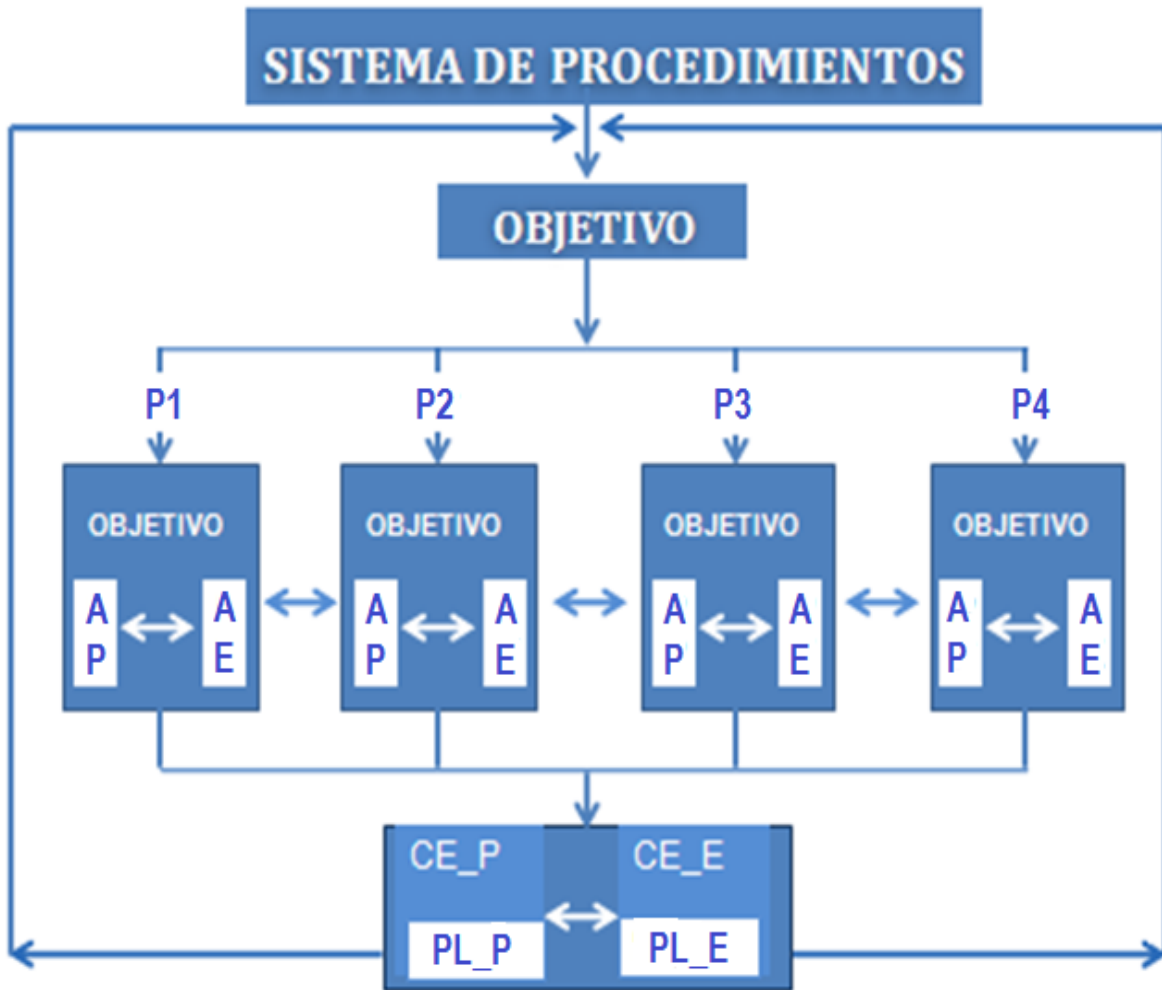 SISTEMA DE PROCEDIMIENTOS
OBJETIVO
P1 P2 P3 P4
OBJETIVO OBJETIVO OBJETIVO OBJETIVO
A A A A A A A A
P E P E P E P E
CE_P CE_E
PL_P PL_E